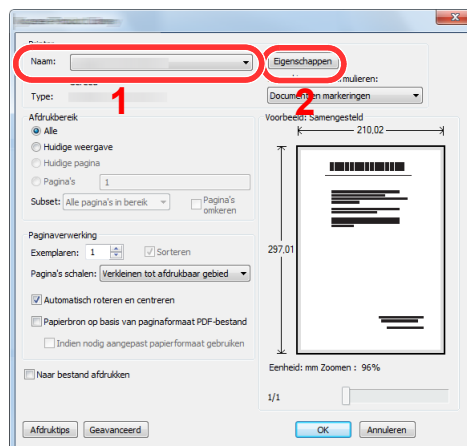 Printer
Naam:
Eigenschappen
Type:
mulieren:
1
2
Document en markeringen
Afdrukbereik
Alle
Huidige weergave
Huidige pagina
Pagina's
1
Subset:
Alle pagina's in bereik
Pagina's
omkeren
Voorbeeld: Samengesteld
210,02
297,01
Paginaverwerking
Exemplaren:
1
Sorteren
Pagina's schalen:
Verkleinen tot afdrukbaar gebied
Automatisch roteren en centreren
Papierbron op basis van paginaformaat PDF-bestand
Indien nodig aangepast papierformaat gebruiken
Naar bestand afdrukken
Eenheid: mm Zoomen : 96%
1/1
Afdruktips
Geavanceerd
OK
Annuleren